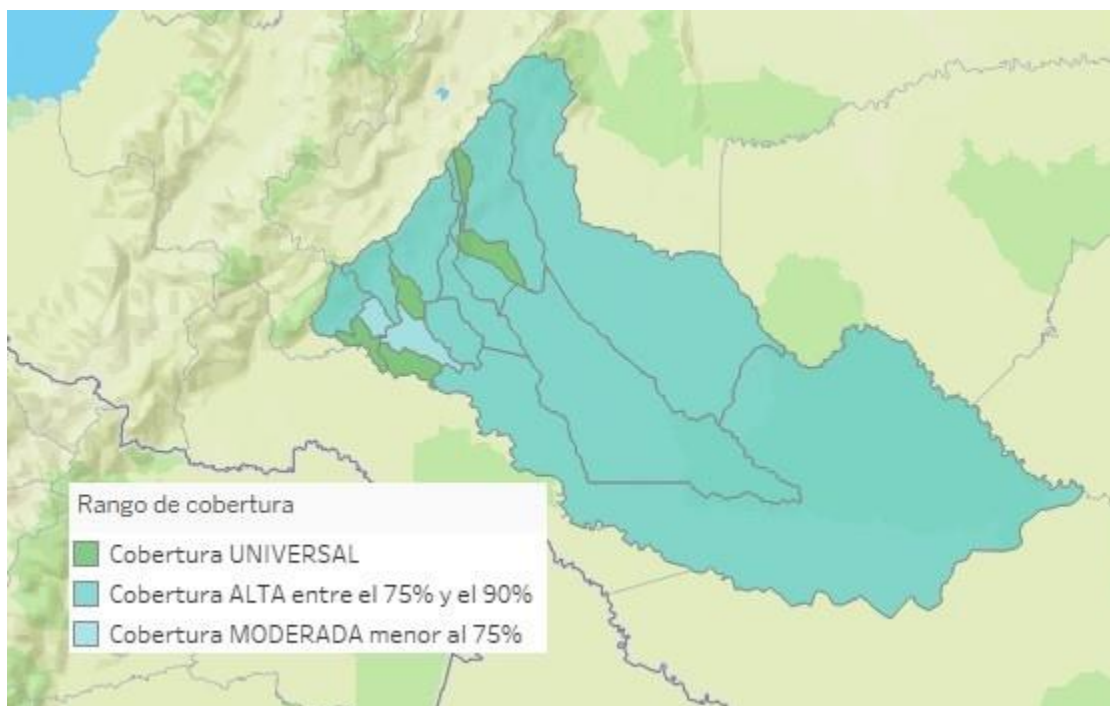 Rango de cobertura
Cobertura UNIVERSAL
Cobertura ALTA entre el 75% y el 90%
Cobertura MODERADA menor al 75%